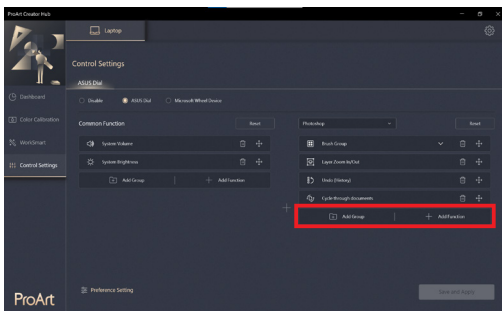 ProArt Creator Hub
Laptop
Control Settings
ASUS Dial
Dashboard
Disable
ASUS Dial
Microsoft Wheel Device
Color Calibration
Common Function
Reset
Photoshop
Reset
WorkSmart
System Volume
Brush Group
Control Settings
System Brightness
Layer Zoom In/Out
Add Group
Add Function
Undo (History)
Cycle through documents
Add Group
Add Function
Preference Setting
Save and Apply
ProArt